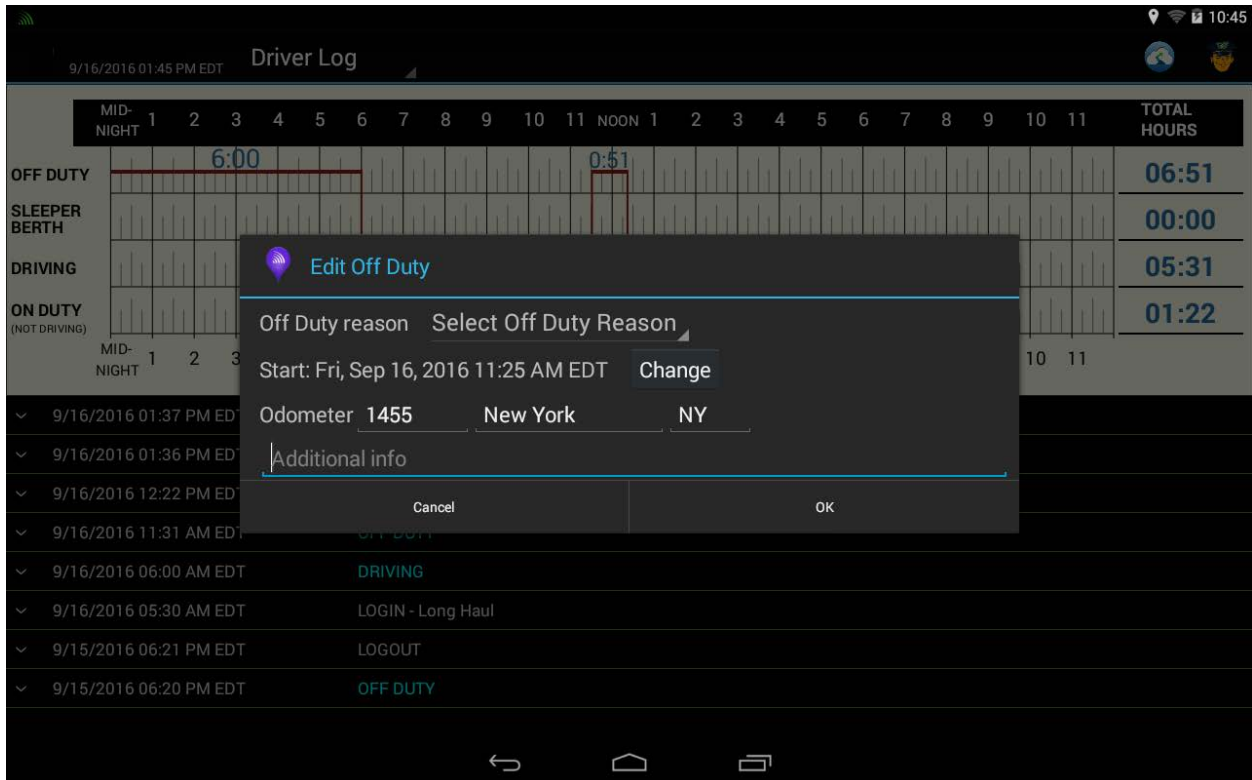 10:45
9/16/2016 01:45 PM EDT Driver Log
MID-NIGHT 1 2 3 4 5 6 7 8 9 10 11 NOON 1 2 3 4 5 6 7 8 9 10 11 TOTAL HOURS
6:00 0:51
OFF DUTY 06:51
SLEEPER BERTH 00:00
DRIVING 05:31
ON DUTY 01:22
(NOT DRIVING)
MID-NIGHT 1 2 3 10 11
Edit Off Duty
Off Duty reason Select Off Duty Reason
Start: Fri, Sep 16, 2016 11:25 AM EDT Change
Odometer 1455 New York NY
Additional info
Cancel OK
9/16/2016 01:37 PM EDT
9/16/2016 01:36 PM EDT
9/16/2016 12:22 PM EDT
9/16/2016 11:31 AM EDT OFF DUTY
9/16/2016 06:00 AM EDT DRIVING
9/16/2016 05:30 AM EDT LOGIN - Long Haul
9/15/2016 06:21 PM EDT LOGOUT
9/15/2016 06:20 PM EDT OFF DUTY